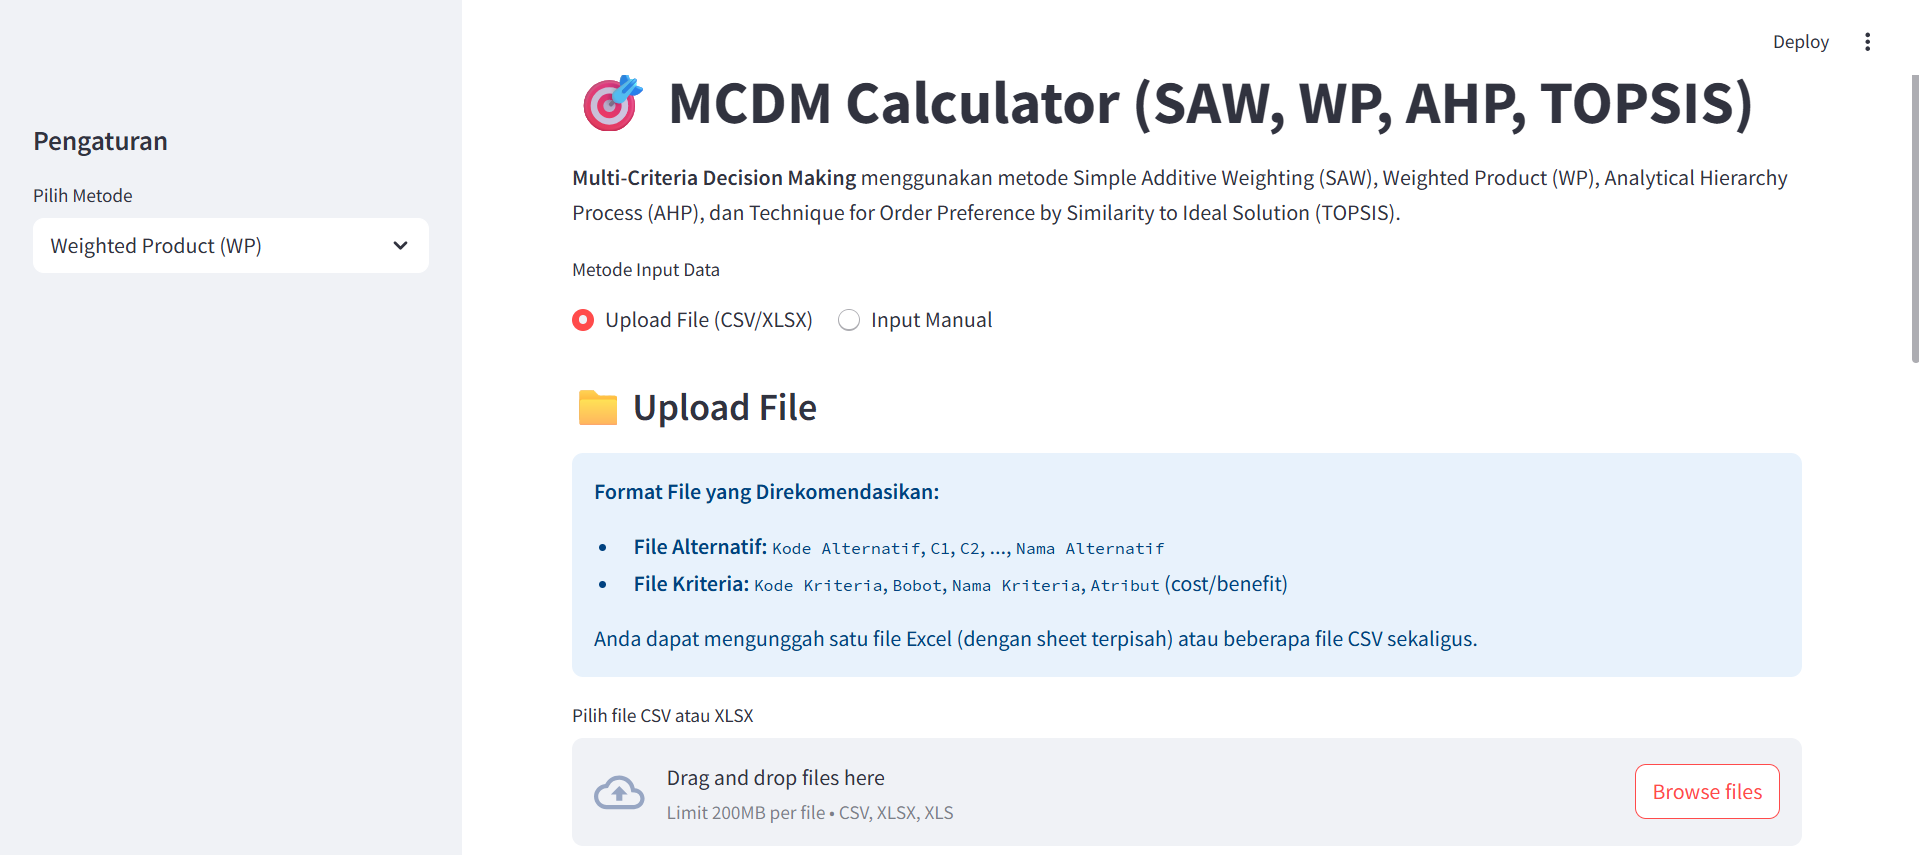 Deploy
Pengaturan
Pilih Metode
Weighted Product (WP)
MCDM Calculator (SAW, WP, AHP, TOPSIS)
Multi-Criteria Decision Making menggunakan metode Simple Additive Weighting (SAW), Weighted Product (WP), Analytical Hierarchy
Process (AHP), dan Technique for Order Preference by Similarity to Ideal Solution (TOPSIS).
Metode Input Data
Upload File (CSV/XLSX) Input Manual
Upload File
Format File yang Direkomendasikan:
• File Alternatif: Kode Alternatif, C1, C2, ..., Nama Alternatif
• File Kriteria: Kode Kriteria, Bobot, Nama Kriteria, Atribut (cost/benefit)
Anda dapat mengunggah satu file Excel (dengan sheet terpisah) atau beberapa file CSV sekaligus.
Pilih file CSV atau XLSX
Drag and drop files here
Limit 200MB per file • CSV, XLSX, XLS
Browse files